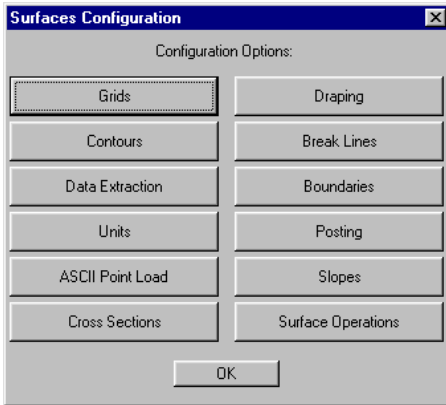 Surfaces Configuration
Configuration Options:
Grids
Draping
Contours
Break Lines
Data Extraction
Boundaries
Units
Posting
ASCII Point Load
Slopes
Cross Sections
Surface Operations
OK